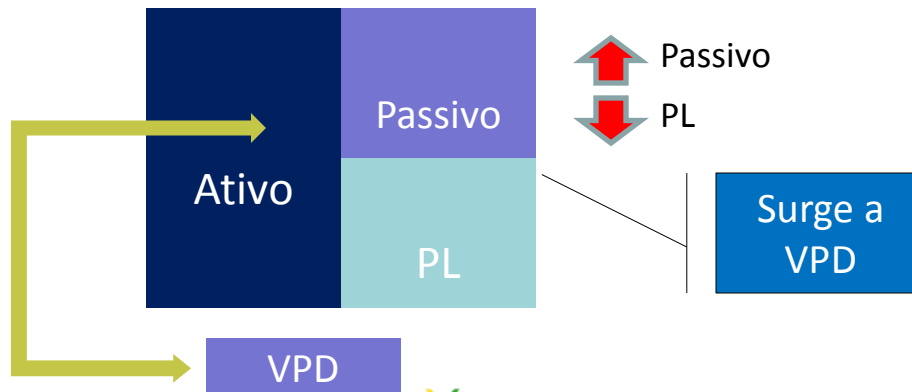 Passivo
Passivo
PL
Ativo
PL
Surge a
VPD
VPD